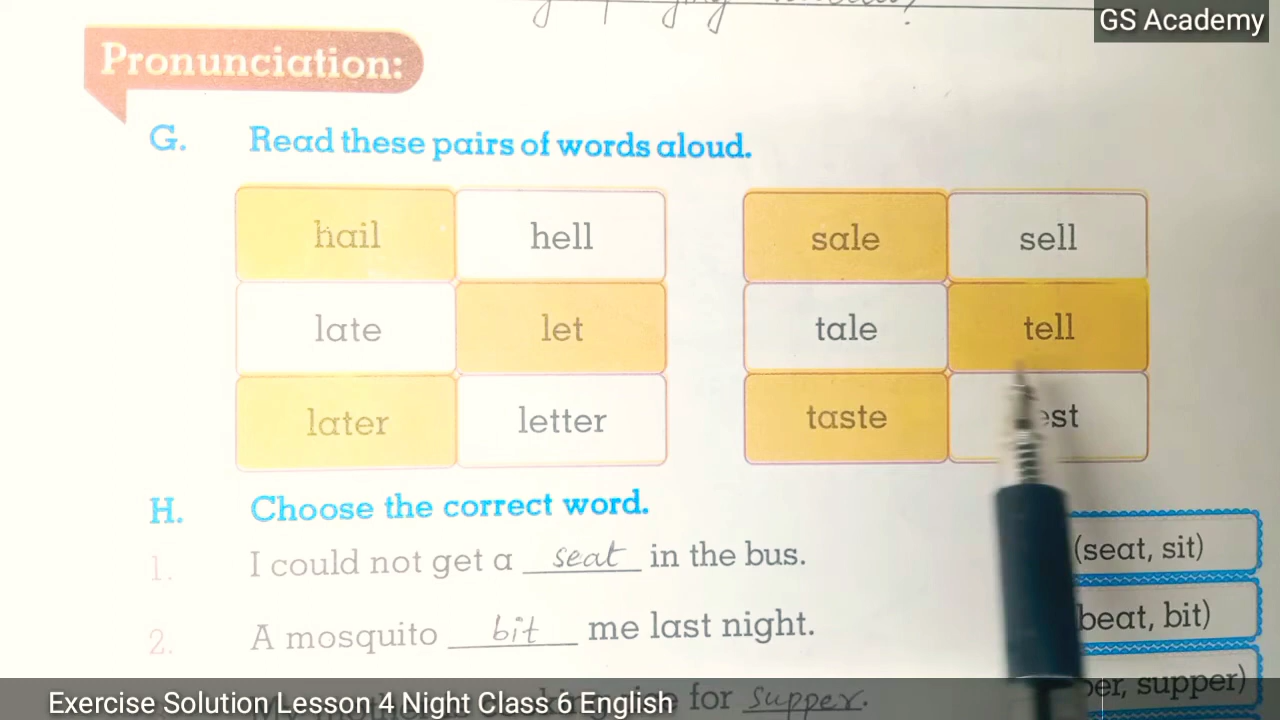 GS Academy
Pronunciation:
G. Read these pairs of words aloud.
hail hell sale sell
late let tale tell
later letter taste
H. Choose the correct word.
1. I could not get a seat in the bus. (seat, sit)
2. A mosquito bit me last night. beat, bit)
for supper. supper)
Exercise Solution Lesson 4 Night Class 6 English